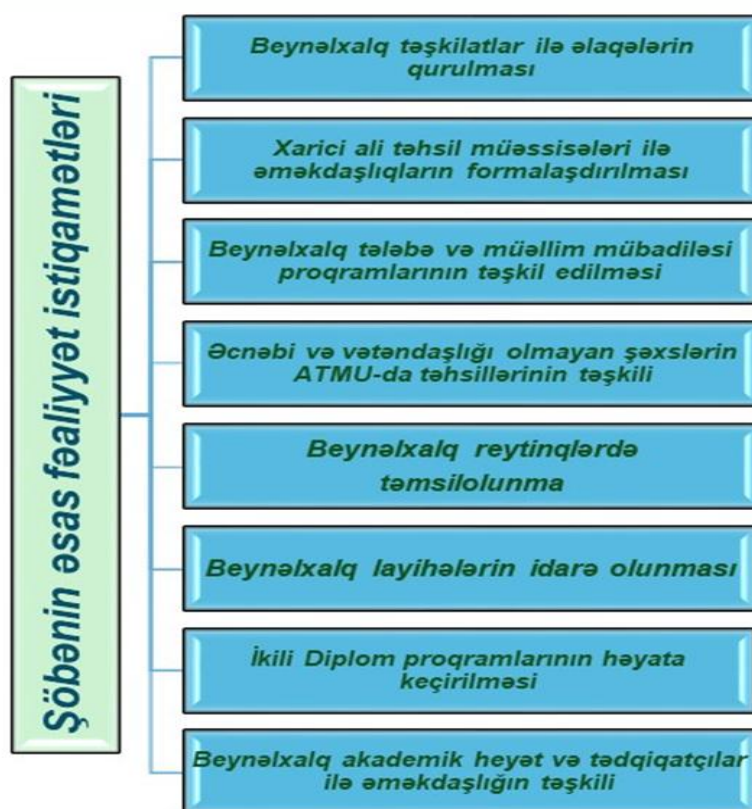 Şöbənin əsas fəaliyyət istiqamətləri
Beynəlxalq təşkilatlar ilə əlaqələrin
qurulması
Xarici ali təhsil müəssisələri ilə
əməkdaşlıqların formalaşdırılması
Beynəlxalq tələbə və müəllim mübadiləsi
proqramlarının təşkil edilməsi
Əcnəbi və vətəndaşlığı olmayan şəxslərin
ATMU-da təhsillərinin təşkili
Beynəlxalq reytinqlərdə
təmsilolunma
Beynəlxalq layihələrin idarə olunması
İkili Diplom proqramlarının həyata
keçirilməsi
Beynəlxalq akademik heyət və tədqiqatçılar
ilə əməkdaşlığın təşkili